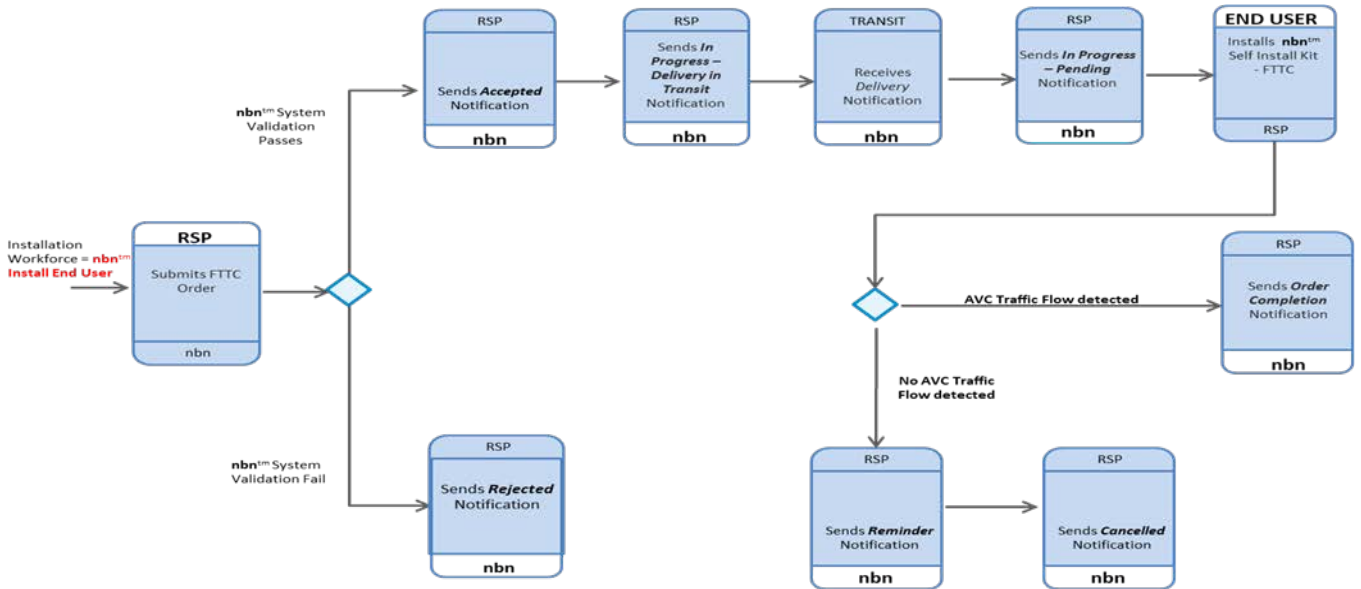 Installation
Workforce = nbn™
Install End User
RSP
Submits FTTC
Order
nbn
nbn™ System
Validation
Passes
nbn™ System
Validation Fail
RSP
Sends Accepted
Notification
nbn
RSP
Sends In
Progress –
Delivery in
Transit
Notification
nbn
TRANSIT
Receives
Delivery
Notification
nbn
RSP
Sends In Progress
– Pending
Notification
nbn
END USER
Installs nbn™
Self Install Kit
- FTTC
RSP
RSP
Sends Rejected
Notification
nbn
AVC Traffic Flow detected
RSP
Sends Order
Completion
Notification
nbn
No AVC Traffic
Flow detected
RSP
Sends Reminder
Notification
nbn
RSP
Sends Cancelled
Notification
nbn